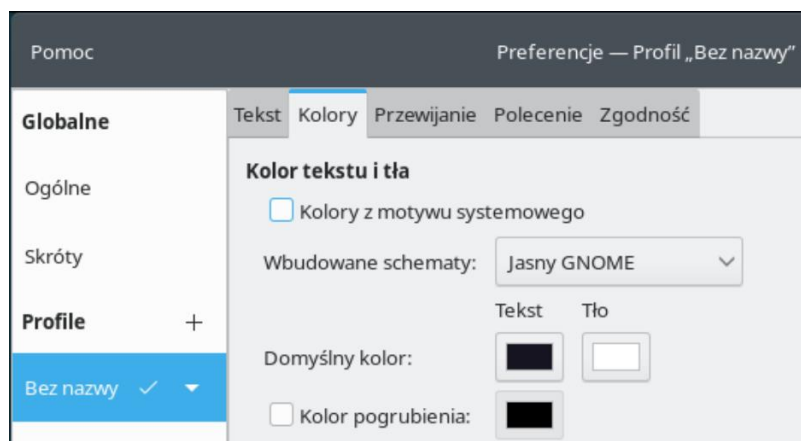 Pomoc
Preferencje — Profil „Bez nazwy”
Globalne
Ogólne
Skróty
Profile +
Bez nazwy
Tekst Kolory Przewijanie Polecenie Zgodność
Kolor tekstu i tła
Kolory z motywu systemowego
Wbudowane schematy: Jasny GNOME
Tekst Tło
Domyślny kolor:
Kolor pogrubienia: